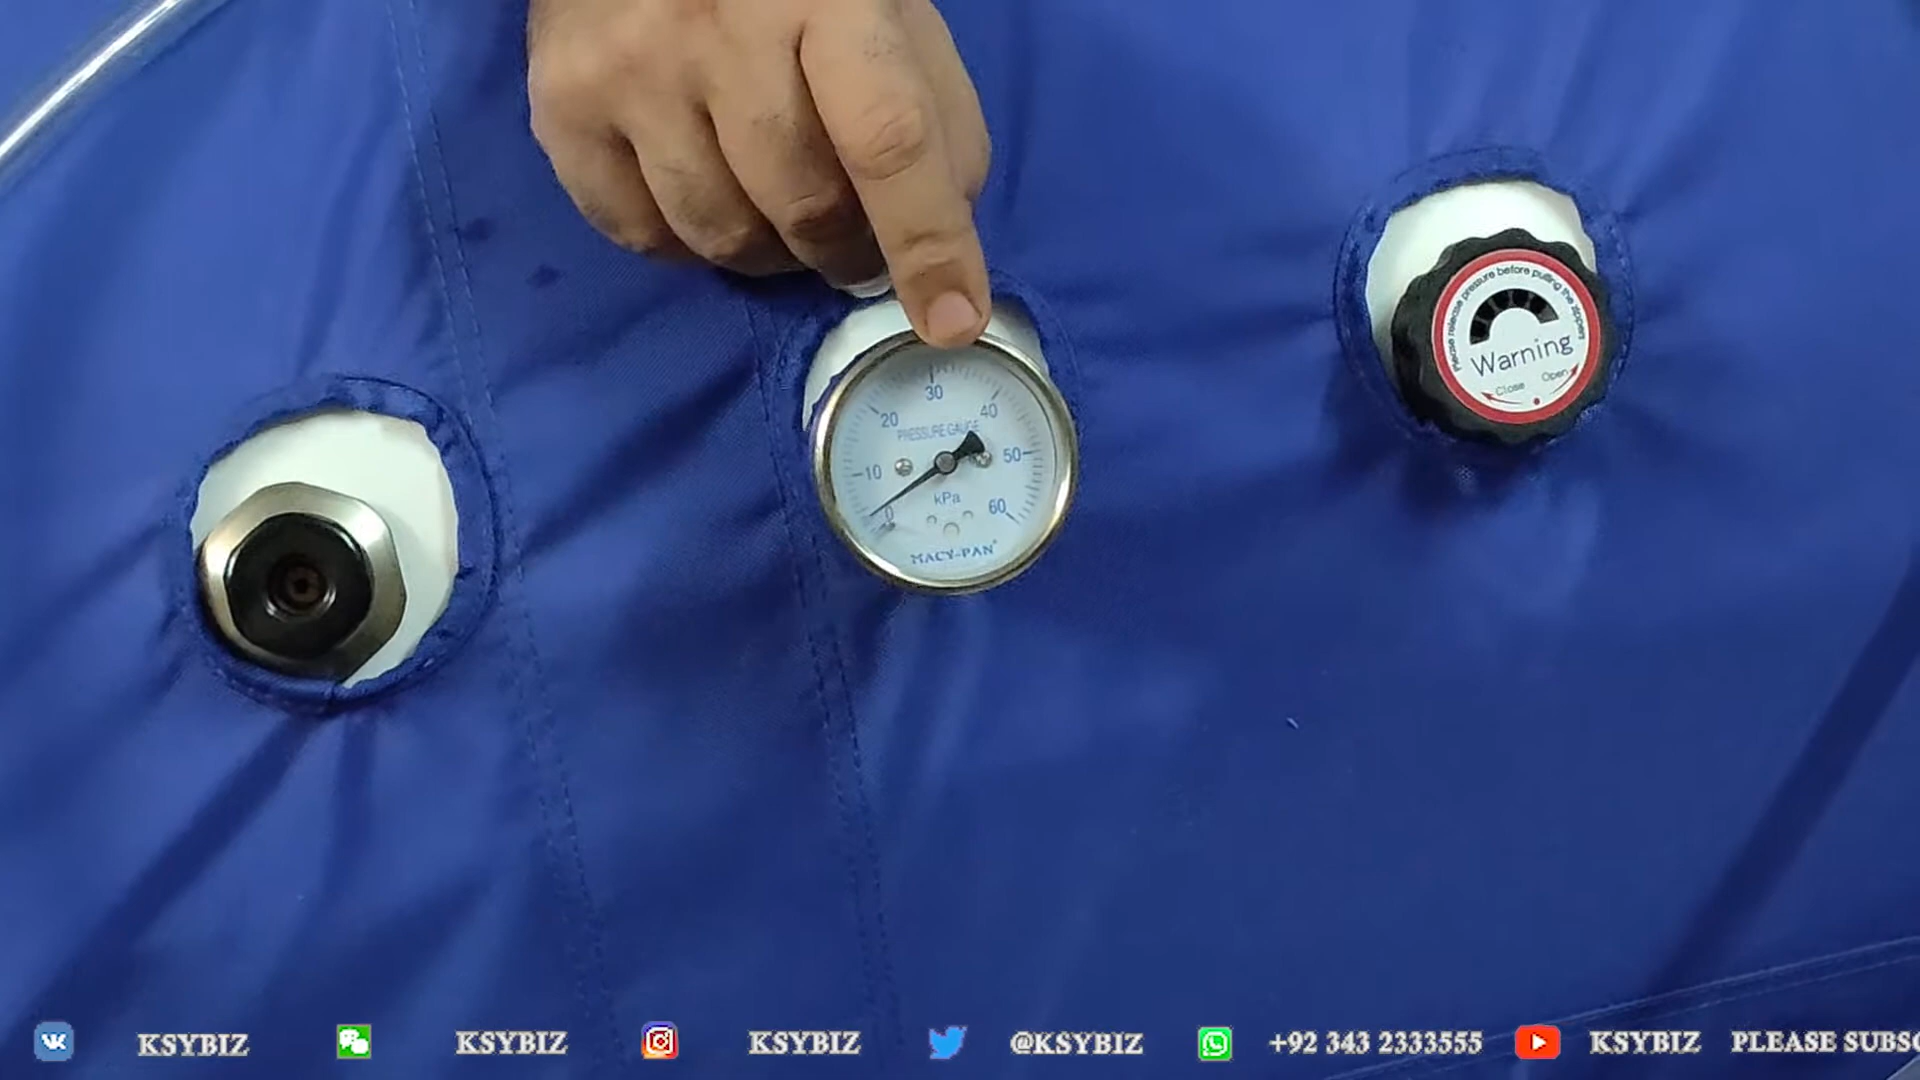 Please release pressure before pulling the zippers
Warning
Close Open
30
20 40
PRESSURE GAUGE
10 50
kPa
0 60
MACY-PAN®
KSYBIZ KSYBIZ KSYBIZ @KSYBIZ +92 343 2333555 KSYBIZ PLEASE SUBSC